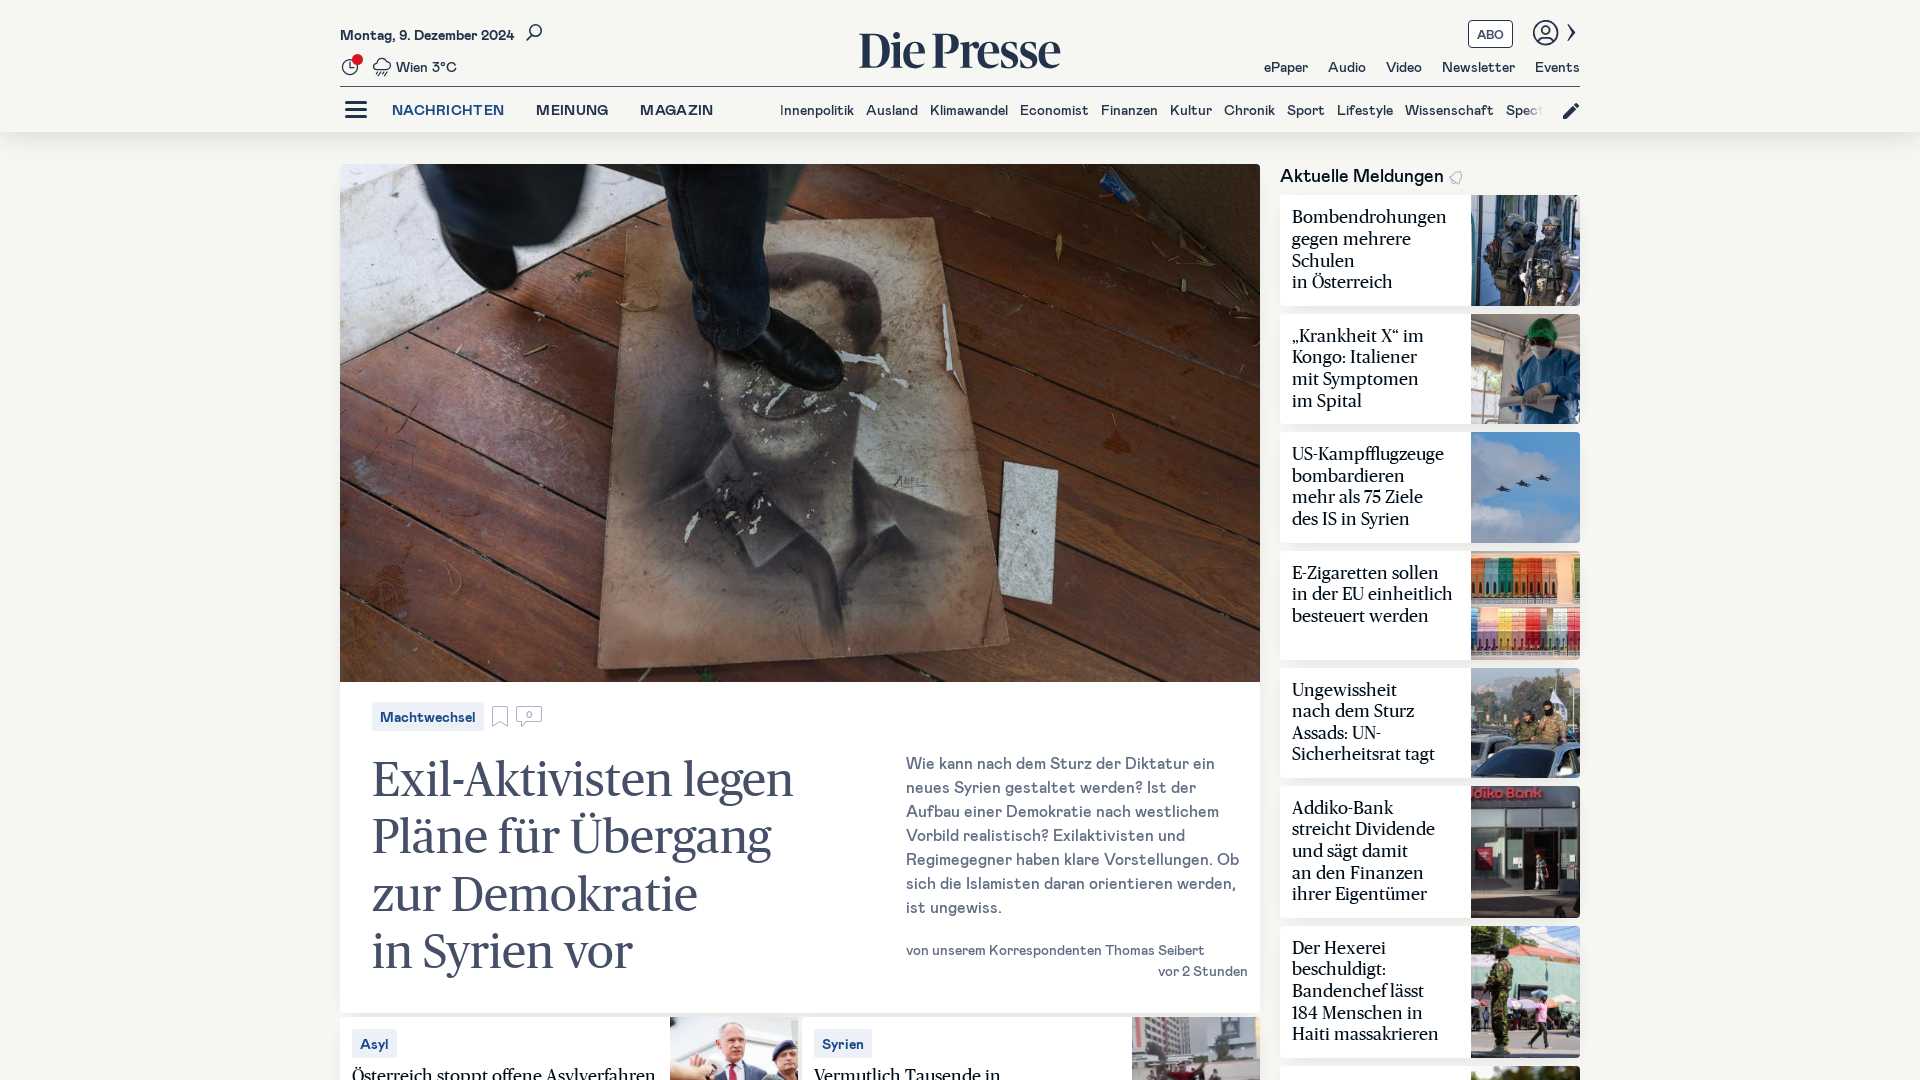 Montag, 9. Dezember 2024
Die Presse
ABO
Wien 3°C
ePaper Audio Video Newsletter Events
NACHRICHTEN MEINUNG MAGAZIN
Innenpolitik Ausland Klimawandel Economist Finanzen Kultur Chronik Sport Lifestyle Wissenschaft Spect
Machtwechsel
0
Exil-Aktivisten legen
Pläne für Übergang
zur Demokratie
in Syrien vor
Wie kann nach dem Sturz der Diktatur ein
neues Syrien gestaltet werden? Ist der
Aufbau einer Demokratie nach westlichem
Vorbild realistisch? Exilaktivisten und
Regimegegner haben klare Vorstellungen. Ob
sich die Islamisten daran orientieren werden,
ist ungewiss.
von unserem Korrespondenten Thomas Seibert
vor 2 Stunden
Asyl
Österreich stoppt offene Asylverfahren
Syrien
Vermutlich Tausende in
Aktuelle Meldungen
Bombendrohungen
gegen mehrere
Schulen
in Österreich
„Krankheit X“ im
Kongo: Italiener
mit Symptomen
im Spital
US-Kampfflugzeuge
bombardieren
mehr als 75 Ziele
des IS in Syrien
E-Zigaretten sollen
in der EU einheitlich
besteuert werden
Ungewissheit
nach dem Sturz
Assads: UN-
Sicherheitsrat tagt
Addiko-Bank
streicht Dividende
und sägt damit
an den Finanzen
ihrer Eigentümer
diko Bank
Der Hexerei
beschuldigt:
Bandenchef lässt
184 Menschen in
Haiti massakrieren